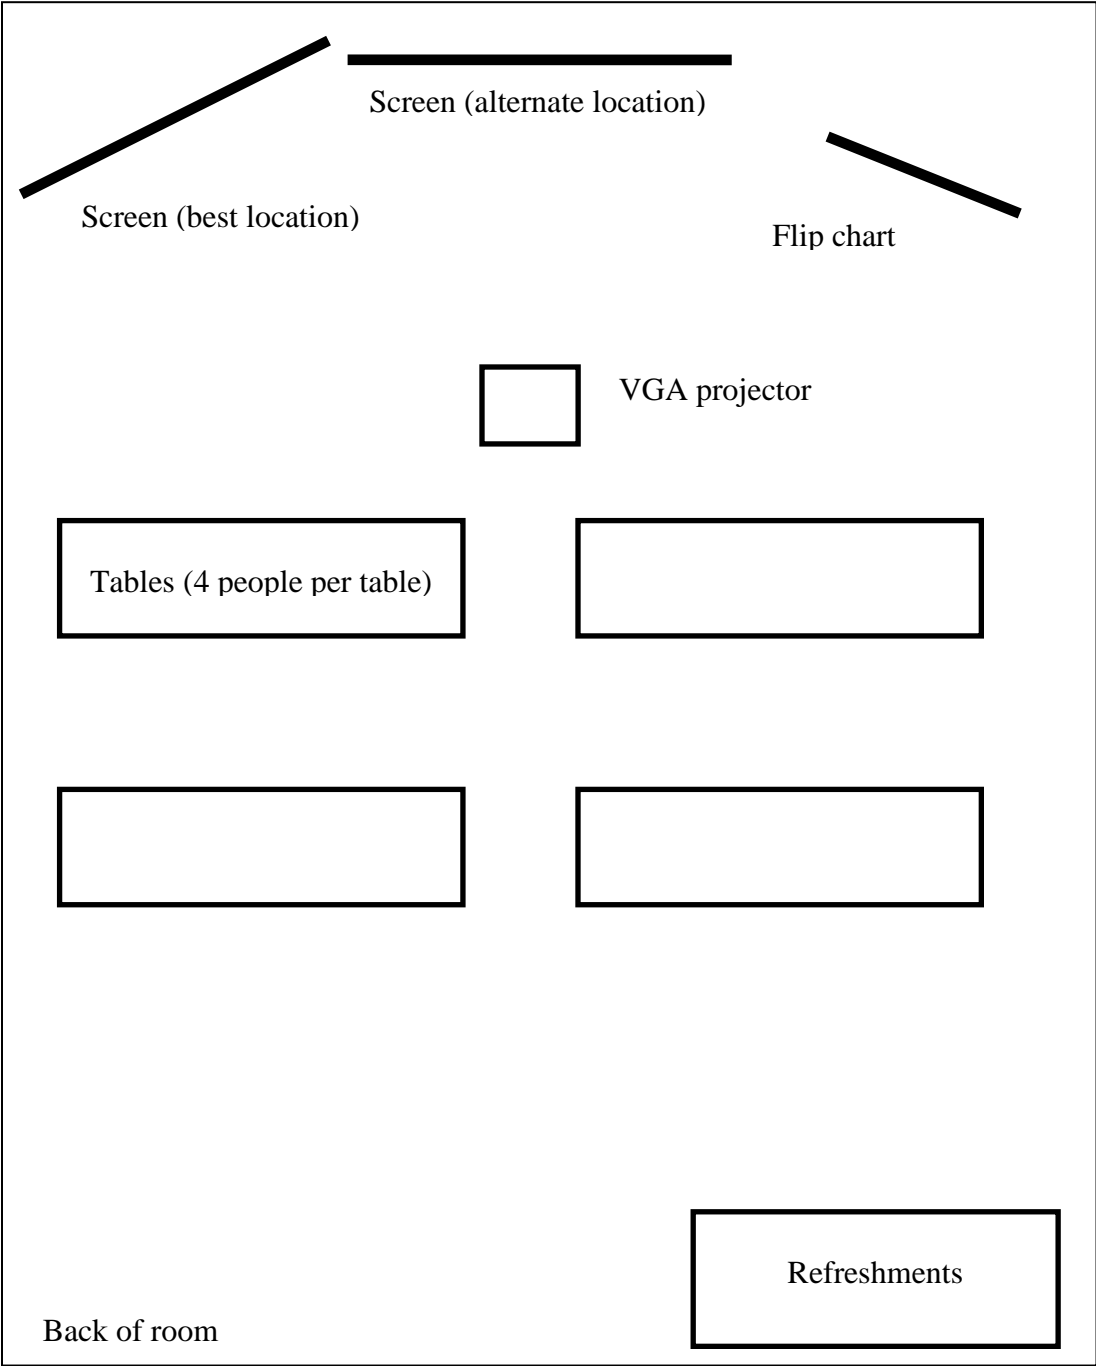 Screen (alternate location)
Screen (best location)
Flip chart
VGA projector
Tables (4 people per table)
Refreshments
Back of room